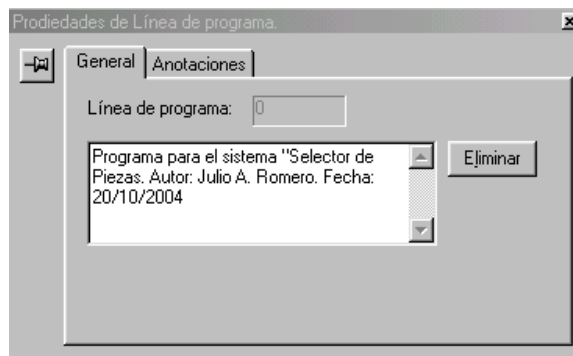 Prodiedades de Línea de programa.
General
Anotaciones
Línea de programa: 0
Programa para el sistema "Selector de
Piezas. Autor: Julio A. Romero. Fecha:
20/10/2004
Eliminar